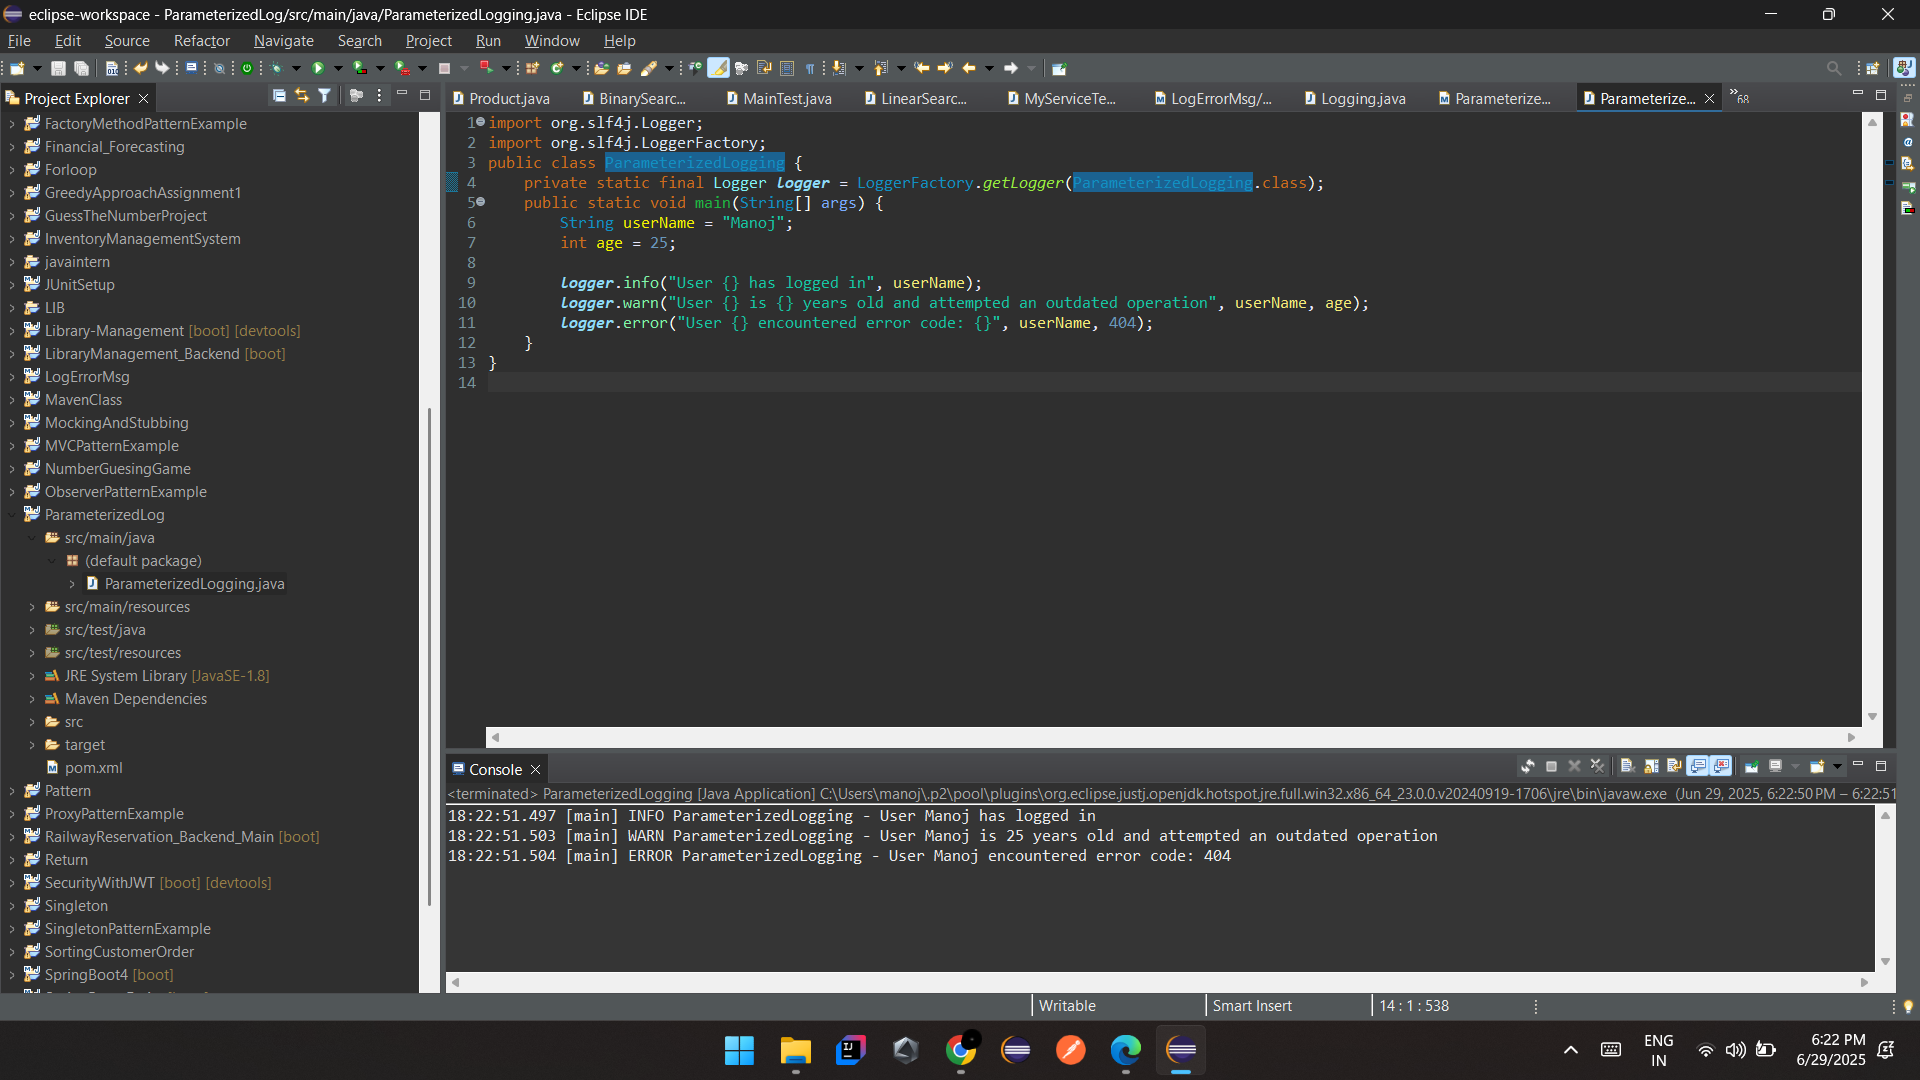 eclipse-workspace - ParameterizedLog/src/main/java/ParameterizedLogging.java - Eclipse IDE
File Edit Source Refactor Navigate Search Project Run Window Help
Project Explorer
FactoryMethodPatternExample
Financial_Forecasting
Forloop
GreedyApproachAssignment1
GuessTheNumberProject
InventoryManagementSystem
javaintern
JUnitSetup
LIB
Library-Management [boot] [devtools]
LibraryManagement_Backend [boot]
LogErrorMsg
MavenClass
MockingAndStubbing
MVCPatternExample
NumberGuesingGame
ObserverPatternExample
ParameterizedLog
src/main/java
(default package)
ParameterizedLogging.java
src/main/resources
src/test/java
src/test/resources
JRE System Library [JavaSE-1.8]
Maven Dependencies
src
target
pom.xml
Pattern
ProxyPatternExample
RailwayReservation_Backend_Main [boot]
Return
SecurityWithJWT [boot] [devtools]
Singleton
SingletonPatternExample
SortingCustomerOrder
SpringBoot4 [boot]
Product.java BinarySearc... MainTest.java LinearSearc... MyServiceTe... LogErrorMsg/... Logging.java Parameterize... Parameterize... »68
1 import org.slf4j.Logger;
2 import org.slf4j.LoggerFactory;
3 public class ParameterizedLogging {
4 private static final Logger logger = LoggerFactory.getLogger(ParameterizedLogging.class);
5 public static void main(String[] args) {
6 String userName = "Manoj";
7 int age = 25;
8
9 logger.info("User {} has logged in", userName);
10 logger.warn("User {} is {} years old and attempted an outdated operation", userName, age);
11 logger.error("User {} encountered error code: {}", userName, 404);
12 }
13 }
14
Console
<terminated> ParameterizedLogging [Java Application] C:\Users\manoj\.p2\pool\plugins\org.eclipse.justj.openjdk.hotspot.jre.full.win32.x86_64_23.0.0.v20240919-1706\jre\bin\javaw.exe (Jun 29, 2025, 6:22:50 PM – 6:22:51
18:22:51.497 [main] INFO ParameterizedLogging - User Manoj has logged in
18:22:51.503 [main] WARN ParameterizedLogging - User Manoj is 25 years old and attempted an outdated operation
18:22:51.504 [main] ERROR ParameterizedLogging - User Manoj encountered error code: 404
Writable Smart Insert 14 : 1 : 538
ENG
IN
6:22 PM
6/29/2025